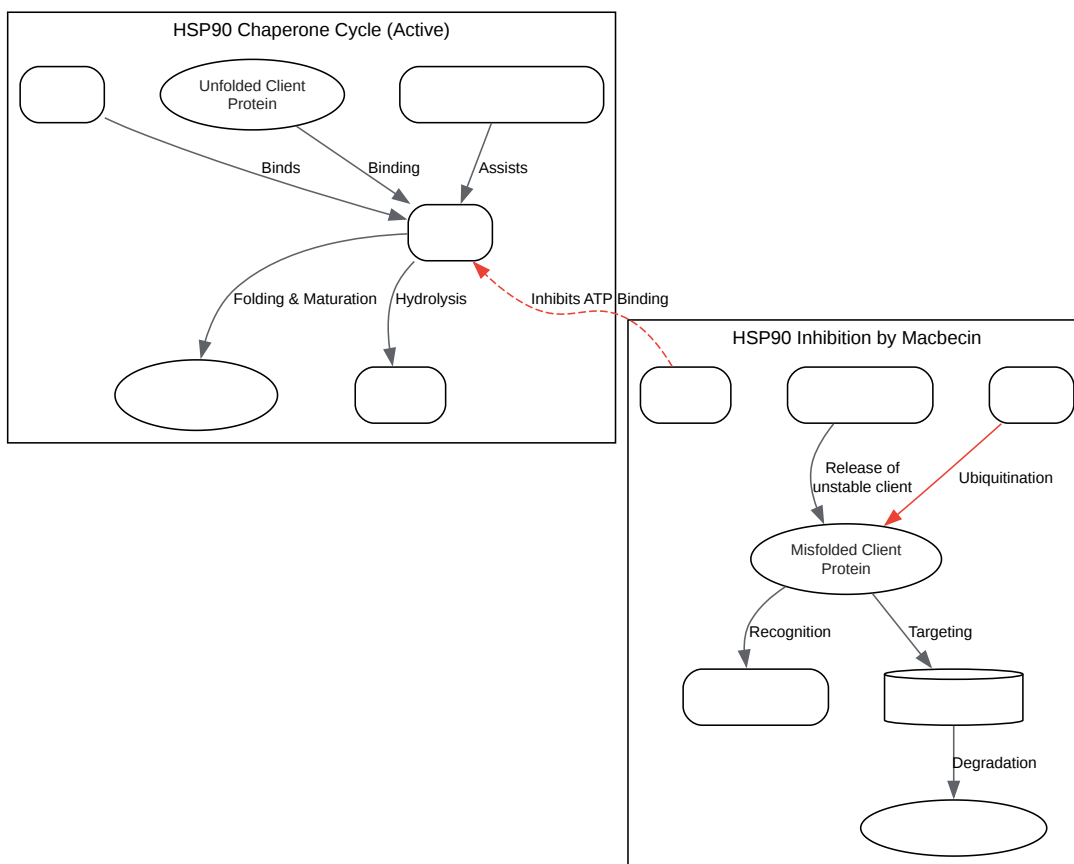 HSP90 Chaperone Cycle (Active)
Unfolded Client
Protein
Binds
Binding
Assists
Folding & Maturation
Hydrolysis
Inhibits ATP Binding
HSP90 Inhibition by Macbecin
Release of
unstable client
Ubiquitination
Misfolded Client
Protein
Recognition
Targeting
Degradation